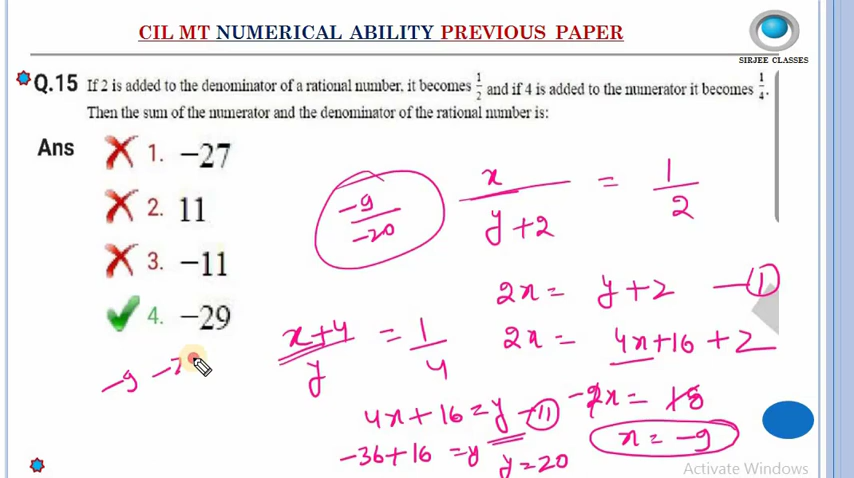 CIL MT NUMERICAL ABILITY PREVIOUS PAPER
SIRJEE CLASSES
Q.15 If 2 is added to the denominator of a rational number, it becomes 1/2 and if 4 is added to the numerator it becomes 1/4.
Then the sum of the numerator and the denominator of the rational number is:
Ans
1. -27
2. 11
3. -11
4. -29
-9/-20
x/y+2 = 1/2
2x = y+2 —(1)
x+4/y = 1/4
2x = 4x+16+2
4x+16 = y —(11)
-2x = 18
x = -9
-36+16 = y
y = 20
-9 -2
Activate Windows